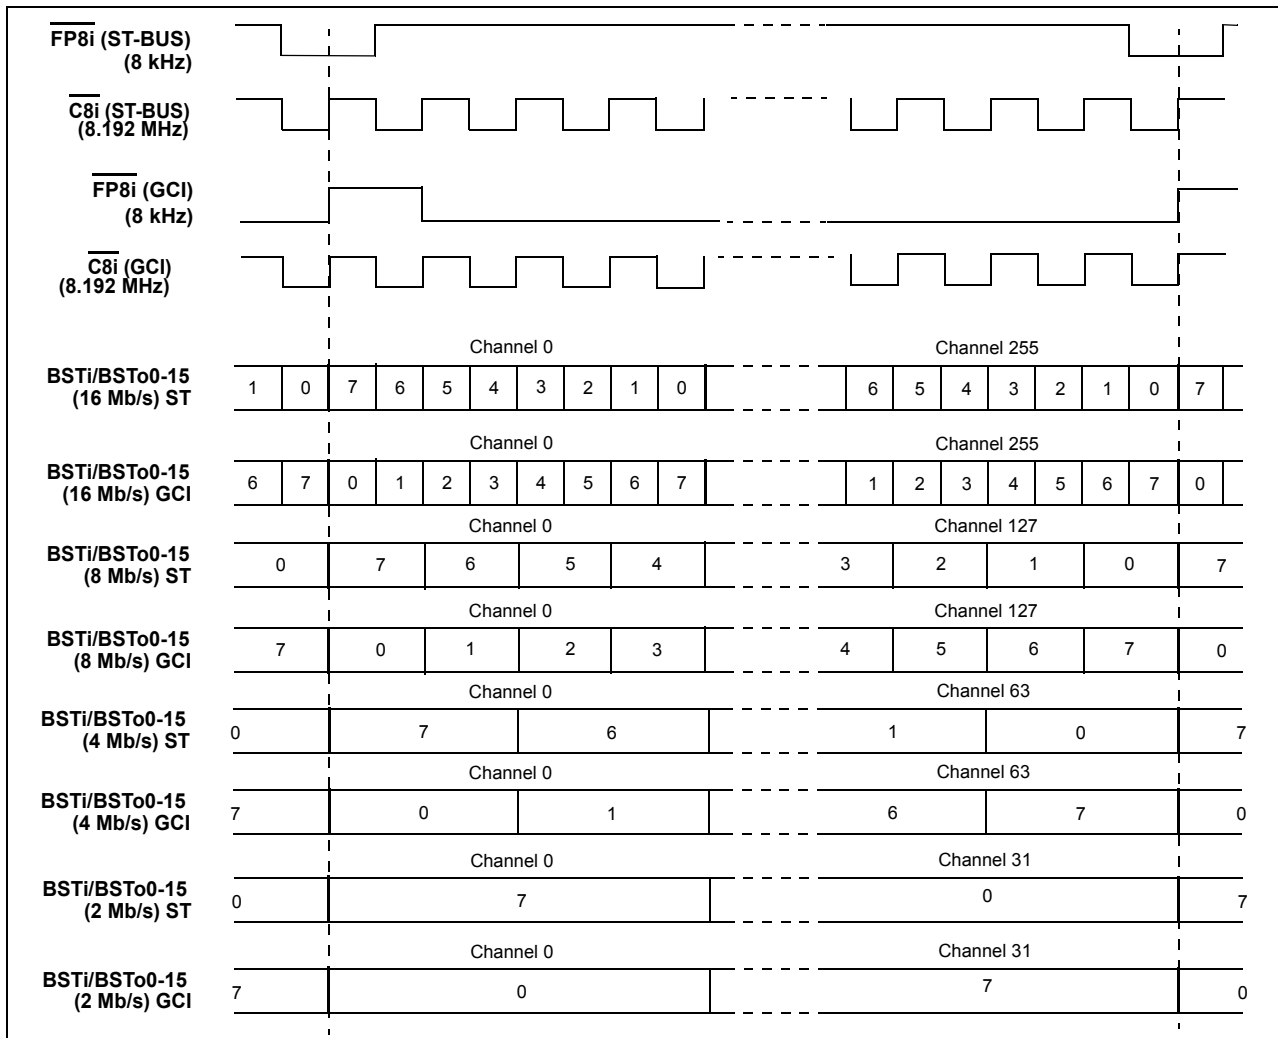 FP8i (ST-BUS)
(8 kHz)
C8i (ST-BUS)
(8.192 MHz)
FP8i (GCI)
(8 kHz)
C8i (GCI)
(8.192 MHz)
Channel 0 Channel 255
BSTi/BSTo0-15
(16 Mb/s) ST
1 0 7 6 5 4 3 2 1 0 6 5 4 3 2 1 0 7
Channel 0 Channel 255
BSTi/BSTo0-15
(16 Mb/s) GCI
6 7 0 1 2 3 4 5 6 7 1 2 3 4 5 6 7 0
Channel 0 Channel 127
BSTi/BSTo0-15
(8 Mb/s) ST
0 7 6 5 4 3 2 1 0 7
Channel 0 Channel 127
BSTi/BSTo0-15
(8 Mb/s) GCI
7 0 1 2 3 4 5 6 7 0
Channel 0 Channel 63
BSTi/BSTo0-15
(4 Mb/s) ST
0 7 6 1 0 7
Channel 0 Channel 63
BSTi/BSTo0-15
(4 Mb/s) GCI
7 0 1 6 7 0
Channel 0 Channel 31
BSTi/BSTo0-15
(2 Mb/s) ST
0 7 0 7
Channel 0 Channel 31
BSTi/BSTo0-15
(2 Mb/s) GCI
7 0 7 0